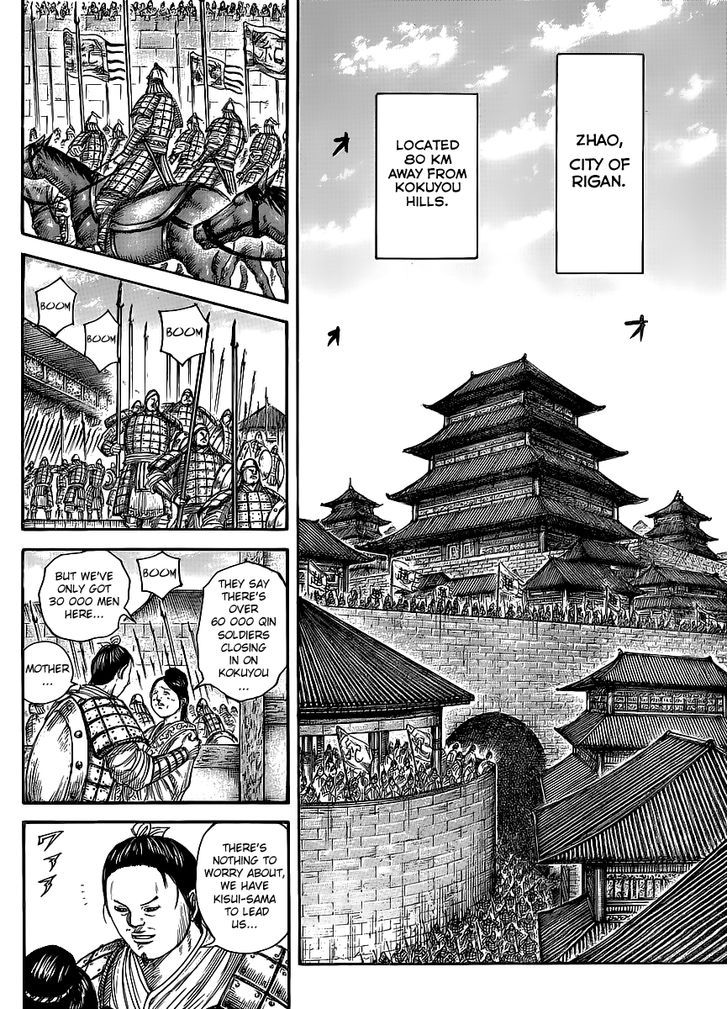 ZHAO,
CITY OF
RIGAN.
LOCATED
80 KM
AWAY FROM
KOKUYOU
HILLS.
BOOM
BOOM
BOOM
THEY SAY
THERE'S
OVER
60 000 QIN
SOLDIERS
CLOSING
IN ON
KOKUYOU
...
BOOM
BUT WE'VE
ONLY GOT
30 000 MEN
HERE...
MOTHER
...
THERE'S
NOTHING TO
WORRY ABOUT,
WE HAVE
KISUI-SAMA
TO LEAD
US...